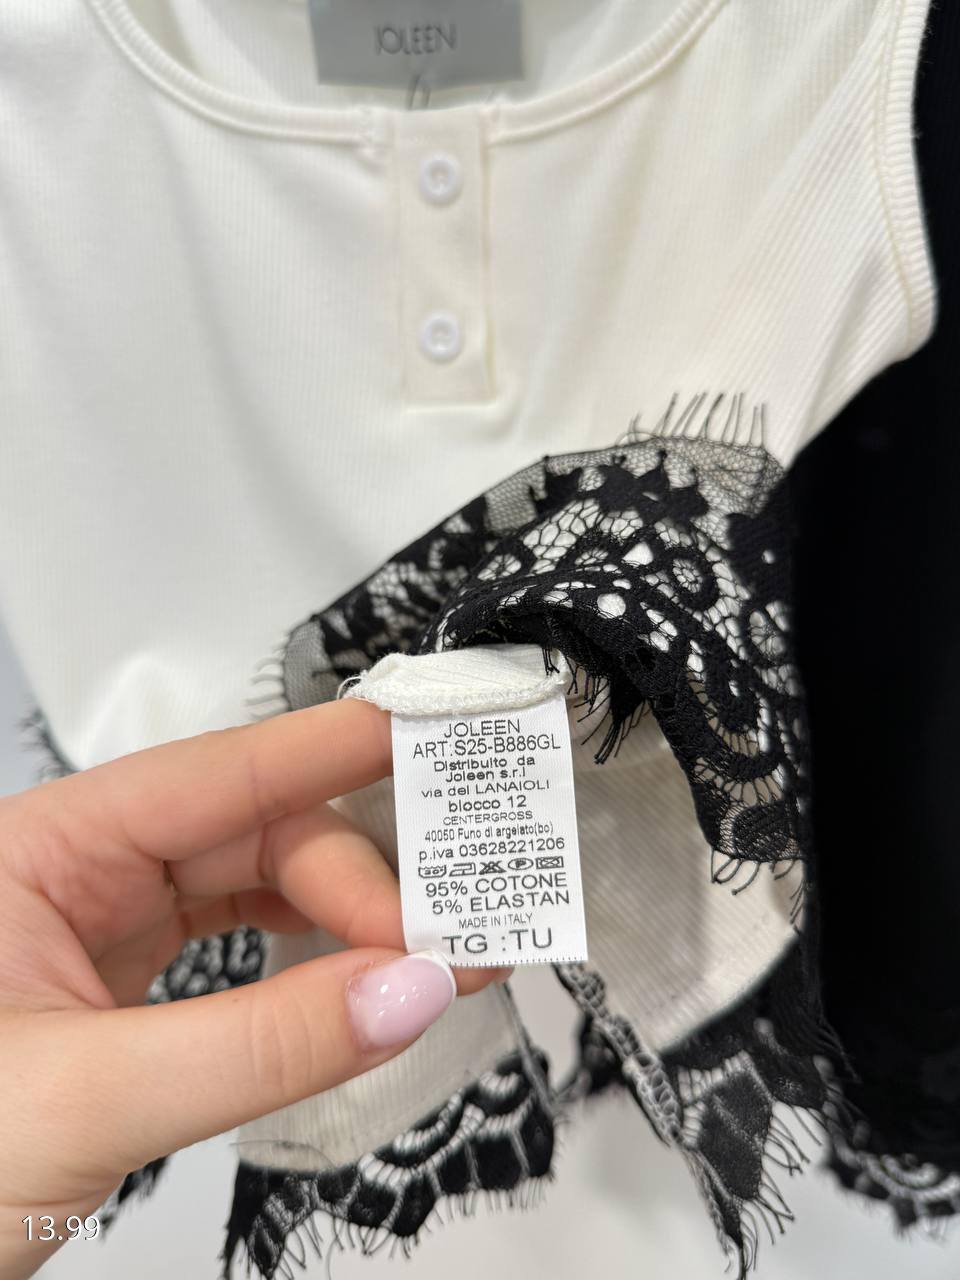 JOLEEN
JOLEEN
ART:S25-B886GL
Distribuito da
Joleen s.r.l
via dei LANAIOLI
blocco 12
CENTERGROSS
40050 Funo di argelato(bo)
p.iva 03628221206
95% COTONE
5% ELASTAN
MADE IN ITALY
TG :TU
13.99